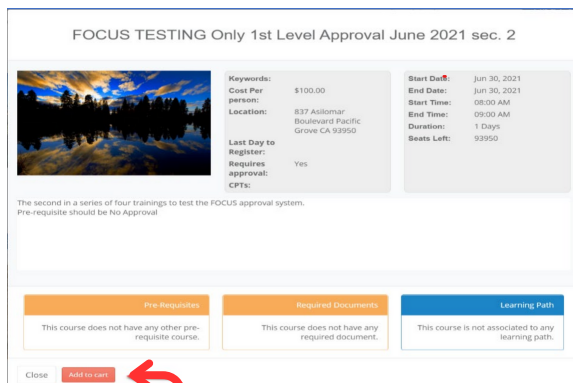 FOCUS TESTING Only 1st Level Approval June 2021 sec. 2
Keywords:
Cost Per person: $100.00
Location: 837 Asilomar Boulevard Pacific Grove CA 93950
Last Day to Register:
Requires approval: Yes
CPTs:
Start Date: Jun 30, 2021
End Date: Jun 30, 2021
Start Time: 08:00 AM
End Time: 09:00 AM
Duration: 1 Days
Seats Left: 93950
The second in a series of four trainings to test the FOCUS approval system.
Pre-requisite should be No Approval
Pre-Requisites
This course does not have any other pre-
requisite course.
Required Documents
This course does not have any
required document.
Learning Path
This course is not associated to any
learning path.
Close
Add to cart